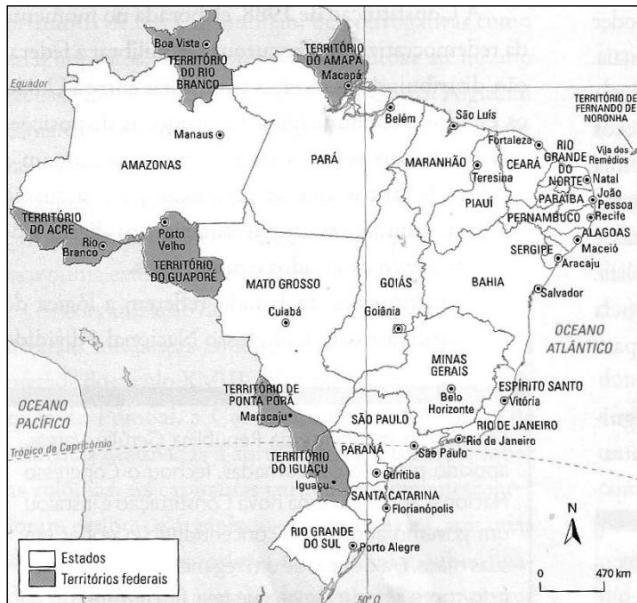 Boa Vista
TERRITÓRIO
DO RIO
BRANCO
TERRITÓRIO
DO AMAPÁ
Macapá
Equador
Manaus
AMAZONAS
Belém
PARÁ
São Luís
MARANHÃO
Teresina
PIAUÍ
Fortaleza
CEARÁ
RIO
GRANDE
DO
NORTE
TERRITÓRIO DE
FERNANDO DE
NORONHA
Vila dos
Remédios
Natal
PARAÍBA
João
Pessoa
PERNAMBUCO
Recife
ALAGOAS
Maceió
SERGIPE
Aracaju
TERRITÓRIO
DO ACRE
Rio
Branco
Porto
Velho
TERRITÓRIO
DO GUAPORÉ
MATO GROSSO
Cuiabá
GOIÁS
Goiânia
BAHIA
Salvador
OCEANO
ATLÂNTICO
MINAS
GERAIS
Belo
Horizonte
ESPÍRITO SANTO
Vitória
TERRITÓRIO DE
PONTA PORÃ
Maracaju
SÃO PAULO
São Paulo
RIO DE JANEIRO
Rio de Janeiro
OCEANO
PACÍFICO
Trópico de Capricórnio
TERRITÓRIO
DO IGUAÇU
Iguaçu
PARANÁ
Curitiba
SANTA CATARINA
Florianópolis
RIO GRANDE
DO SUL
Porto Alegre
Estados
Territórios federais
50° O
N
0 470 km